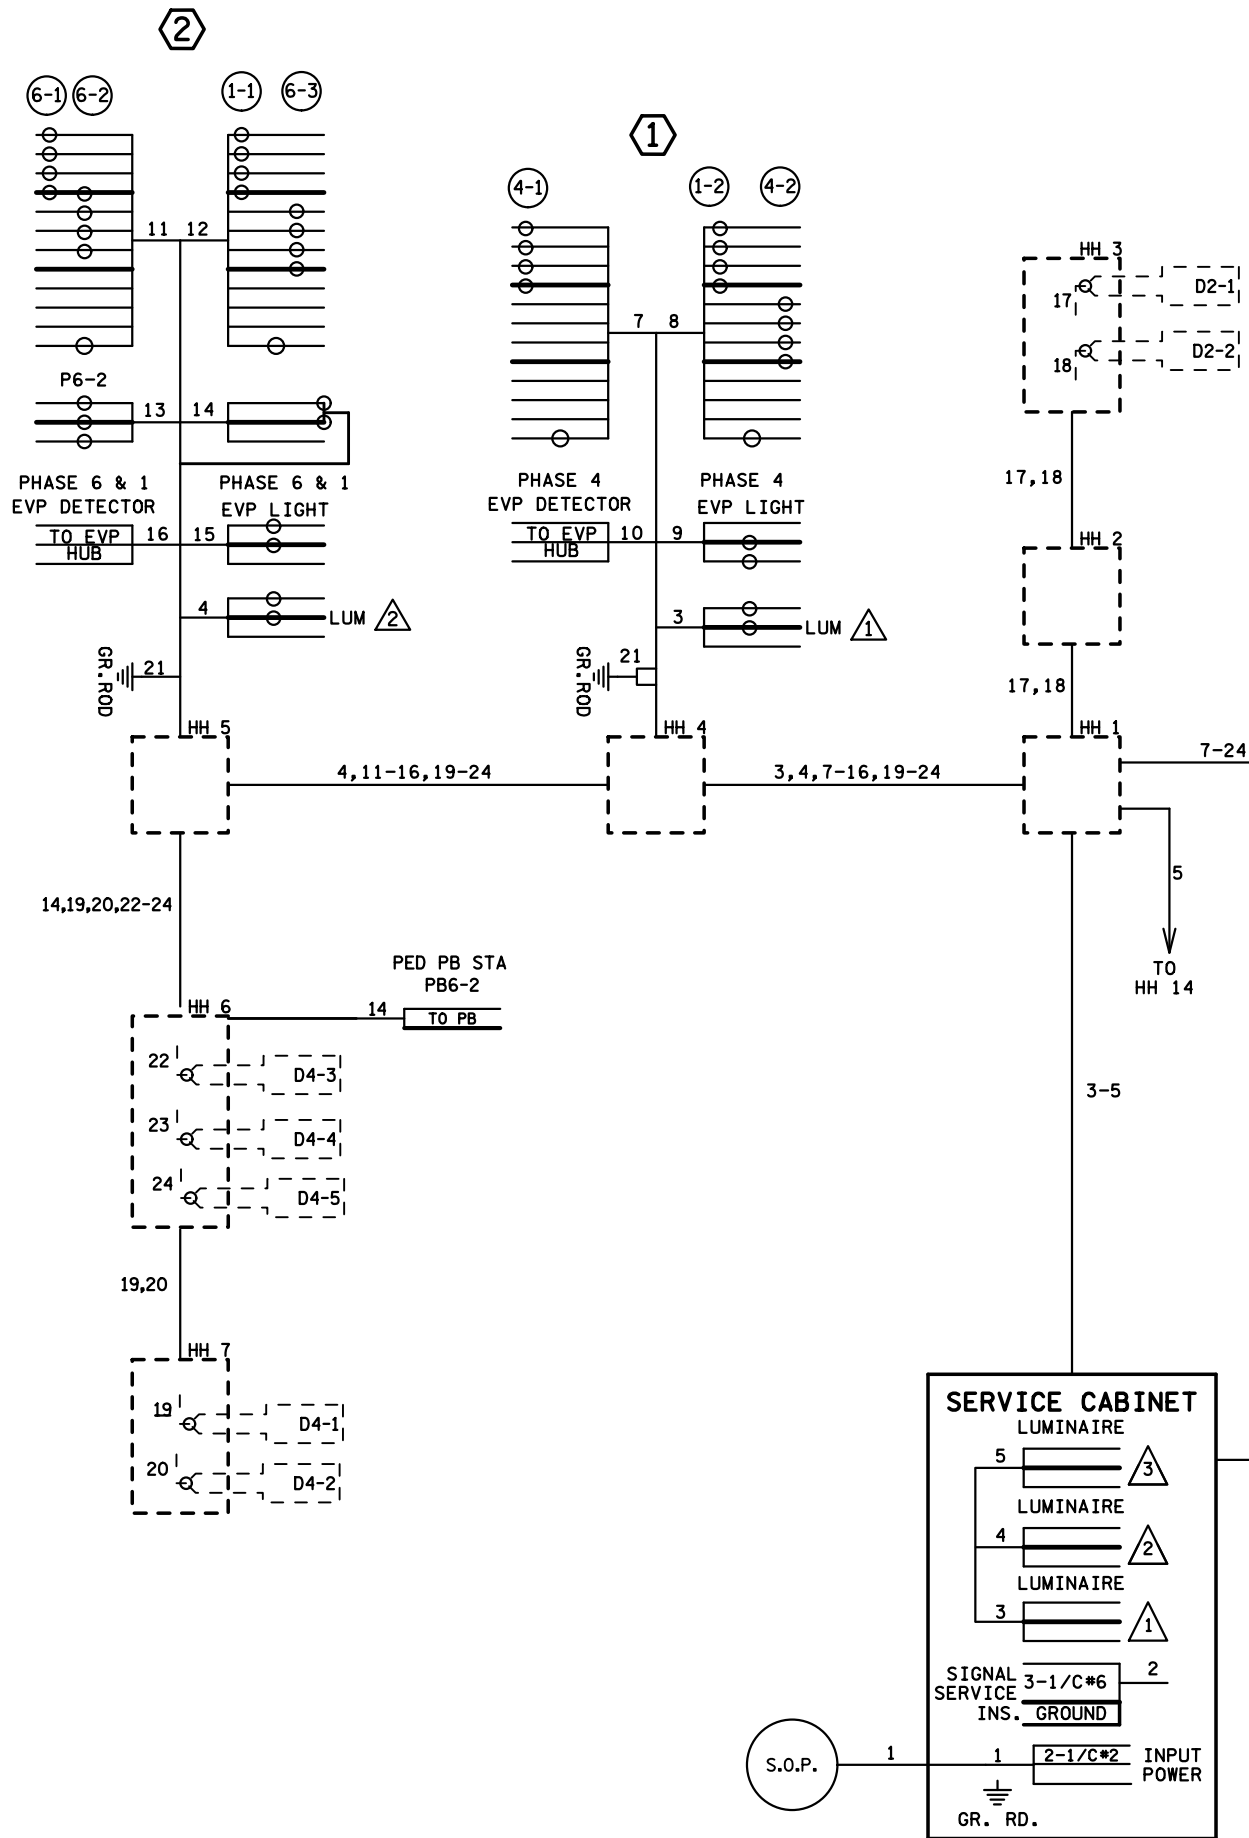 2
6-1 6-2 1-1 6-3
1
4-1 1-2 4-2
11 12
7 8
P6-2
13 14
PHASE 6 & 1
EVP DETECTOR
PHASE 6 & 1
EVP LIGHT
TO EVP
HUB
16 15
4
LUM 2
GR.ROD
21
PHASE 4
EVP DETECTOR
PHASE 4
EVP LIGHT
TO EVP
HUB
10 9
3
LUM 1
GR.ROD
21
HH 3
17
D2-1
18
D2-2
17,18
HH 2
17,18
HH 5
HH 4
HH 1
7-24
4,11-16,19-24
3,4,7-16,19-24
5
TO
HH 14
14,19,20,22-24
PED PB STA
PB6-2
14
TO PB
HH 6
22
D4-3
23
D4-4
24
D4-5
3-5
19,20
HH 7
19
D4-1
20
D4-2
SERVICE CABINET
LUMINAIRE
5
3
LUMINAIRE
4
2
LUMINAIRE
3
1
SIGNAL
SERVICE
INS.
3-1/C#6
GROUND
2
S.O.P.
1
1
2-1/C#2
INPUT
POWER
GR. RD.